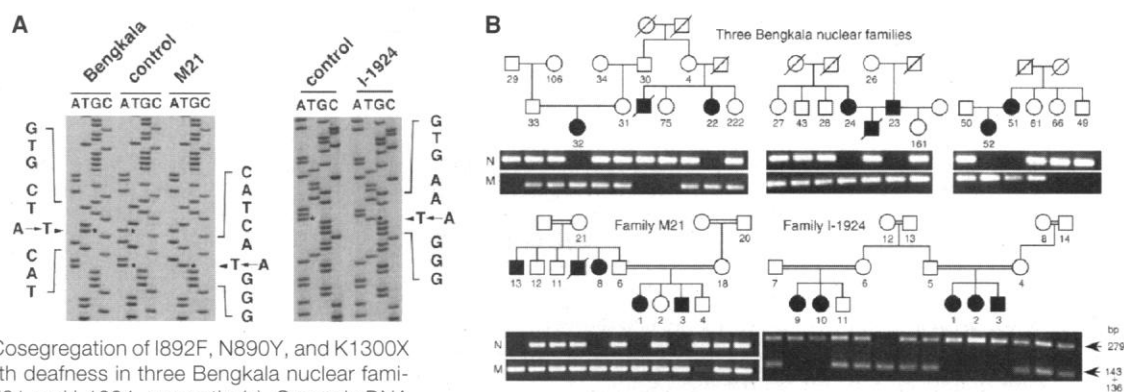 A
Bengkala
control
M21
ATGC ATGC ATGC
G
T
G
C
T
A→T
C
A
T
C
A
T
C
A
T←A
G
G
G
control
I-1924
ATGC ATGC
G
T
G
A
A
T←A
G
G
G
Cosegregation of I892F, N890Y, and K1300X
th deafness in three Bengkala nuclear fami-
B
Three Bengkala nuclear families
29 106 34 30 4 26
33 31 75 22 222 27 43 28 24 23 50 51 61 66 49
32 161 52
N
M
Family M21 Family I-1924
21 20 12 13 8 14
13 12 11 8 6 18 7 6 5 4
1 2 3 4 9 10 11 1 2 3
N
M
bp
279
143
+
136